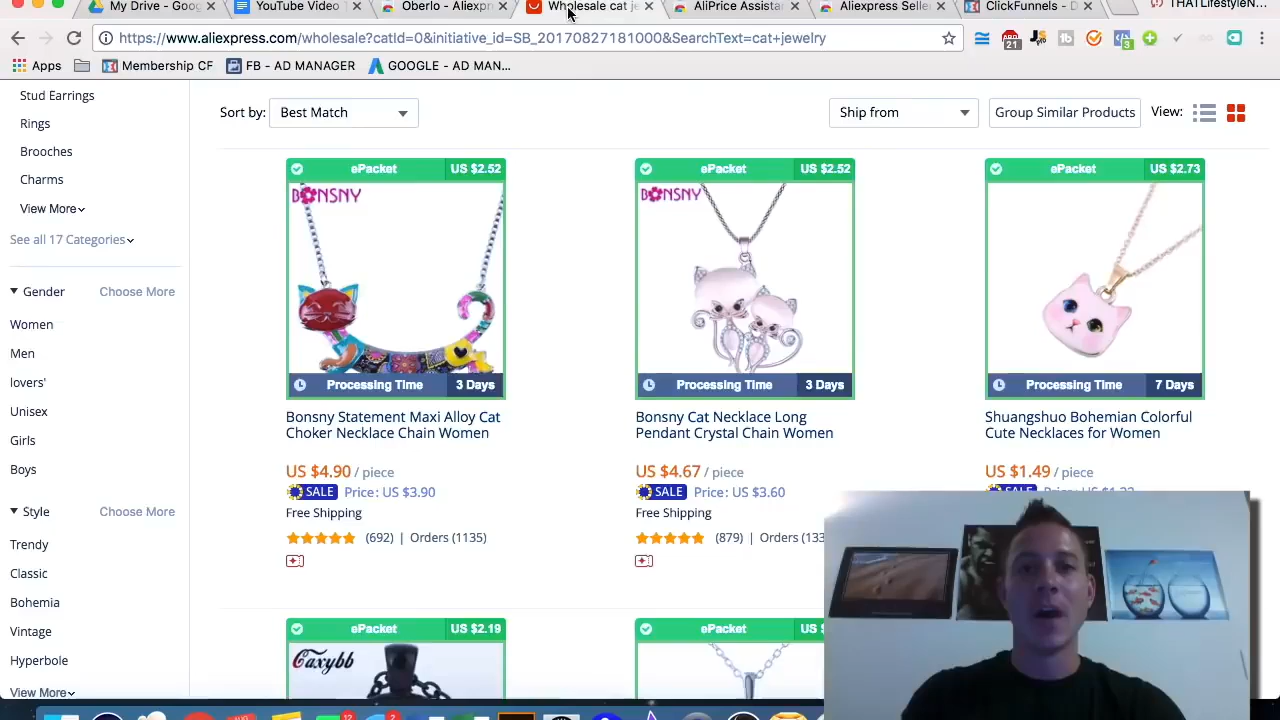 My Drive - Goog
YouTube Video
Oberlo - Aliexpr
Wholesale cat je
AliPrice Assista
Aliexpress Selle
ClickFunnels - D
THATLifestyleN
https://www.aliexpress.com/wholesale?catId=0&initiative_id=SB_20170827181000&SearchText=cat+jewelry
21
3
Apps
Membership CF
FB - AD MANAGER
GOOGLE - AD MAN...
Stud Earrings
Rings
Brooches
Charms
View More
See all 17 Categories
Gender
Choose More
Women
Men
lovers'
Unisex
Girls
Boys
Style
Choose More
Trendy
Classic
Bohemia
Vintage
Hyperbole
View More
Sort by:
Best Match
Ship from
Group Similar Products
View:
ePacket US $2.52
BONSNY
Processing Time 3 Days
Bonsny Statement Maxi Alloy Cat
Choker Necklace Chain Women
US $4.90 / piece
SALE Price: US $3.90
Free Shipping
(692) | Orders (1135)
ePacket US $2.52
BONSNY
Processing Time 3 Days
Bonsny Cat Necklace Long
Pendant Crystal Chain Women
US $4.67 / piece
SALE Price: US $3.60
Free Shipping
(879) | Orders (133
ePacket US $2.73
Processing Time 7 Days
Shuangshuo Bohemian Colorful
Cute Necklaces for Women
US $1.49 / piece
ePacket US $2.19
Caxybb
ePacket US $
12
2